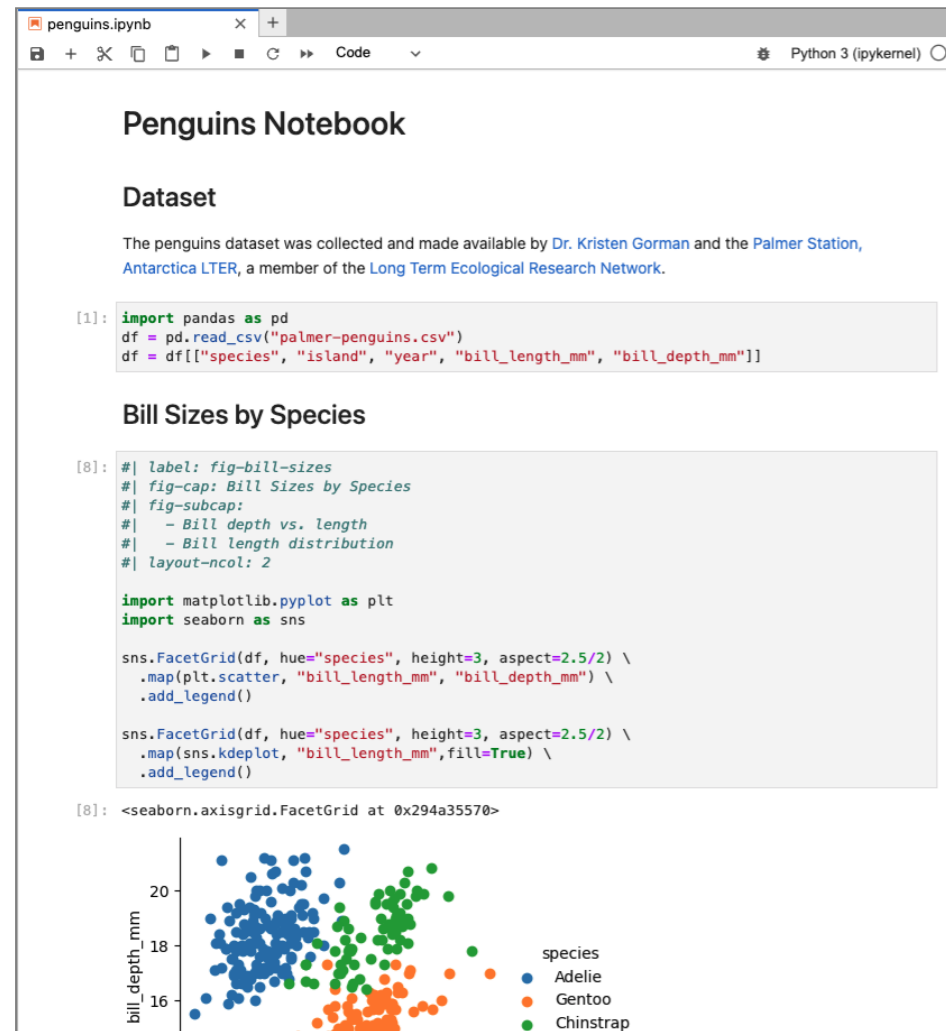 penguins.ipynb
Code
Python 3 (ipykernel)
Penguins Notebook
Dataset
The penguins dataset was collected and made available by Dr. Kristen Gorman and the Palmer Station,
Antarctica LTER, a member of the Long Term Ecological Research Network.
[1]: import pandas as pd
df = pd.read_csv("palmer-penguins.csv")
df = df[["species", "island", "year", "bill_length_mm", "bill_depth_mm"]]
Bill Sizes by Species
[8]: #| label: fig-bill-sizes
#| fig-cap: Bill Sizes by Species
#| fig-subcap:
#|   - Bill depth vs. length
#|   - Bill length distribution
#| layout-ncol: 2
import matplotlib.pyplot as plt
import seaborn as sns
sns.FacetGrid(df, hue="species", height=3, aspect=2.5/2) \
  .map(plt.scatter, "bill_length_mm", "bill_depth_mm") \
  .add_legend()
sns.FacetGrid(df, hue="species", height=3, aspect=2.5/2) \
  .map(sns.kdeplot, "bill_length_mm",fill=True) \
  .add_legend()
[8]: <seaborn.axisgrid.FacetGrid at 0x294a35570>
20
18
16
bill_depth_mm
species
Adelie
Gentoo
Chinstrap